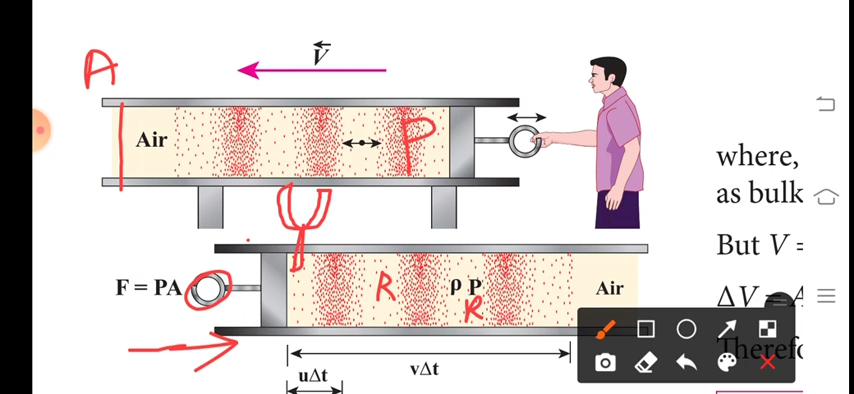 V
A
Air
P
where,
as bulk
But V =
F = PA
R
ρ P
R
Air
ΔV = A
Therefo
vΔt
uΔt